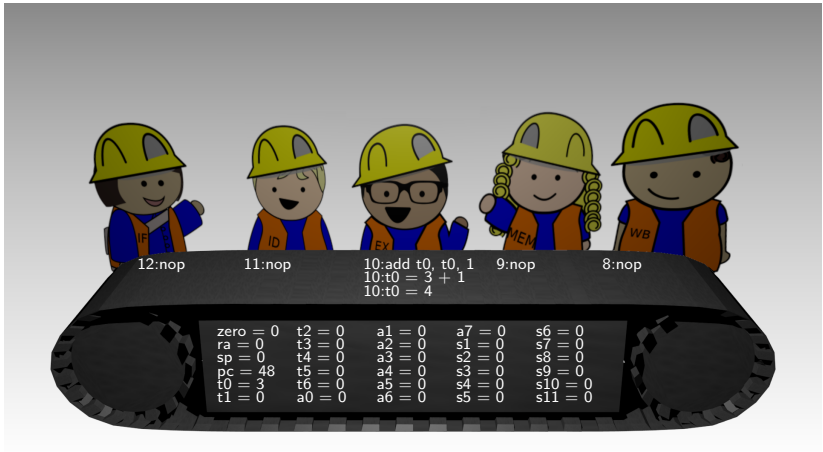 IF
ID
EX
MEM
WB
12:nop 11:nop 10:add t0, t0, 1 9:nop 8:nop
10:t0 = 3 + 1
10:t0 = 4
zero = 0 t2 = 0 a1 = 0 a7 = 0 s6 = 0
ra = 0 t3 = 0 a2 = 0 s1 = 0 s7 = 0
sp = 0 t4 = 0 a3 = 0 s2 = 0 s8 = 0
pc = 48 t5 = 0 a4 = 0 s3 = 0 s9 = 0
t0 = 3 t6 = 0 a5 = 0 s4 = 0 s10 = 0
t1 = 0 a0 = 0 a6 = 0 s5 = 0 s11 = 0